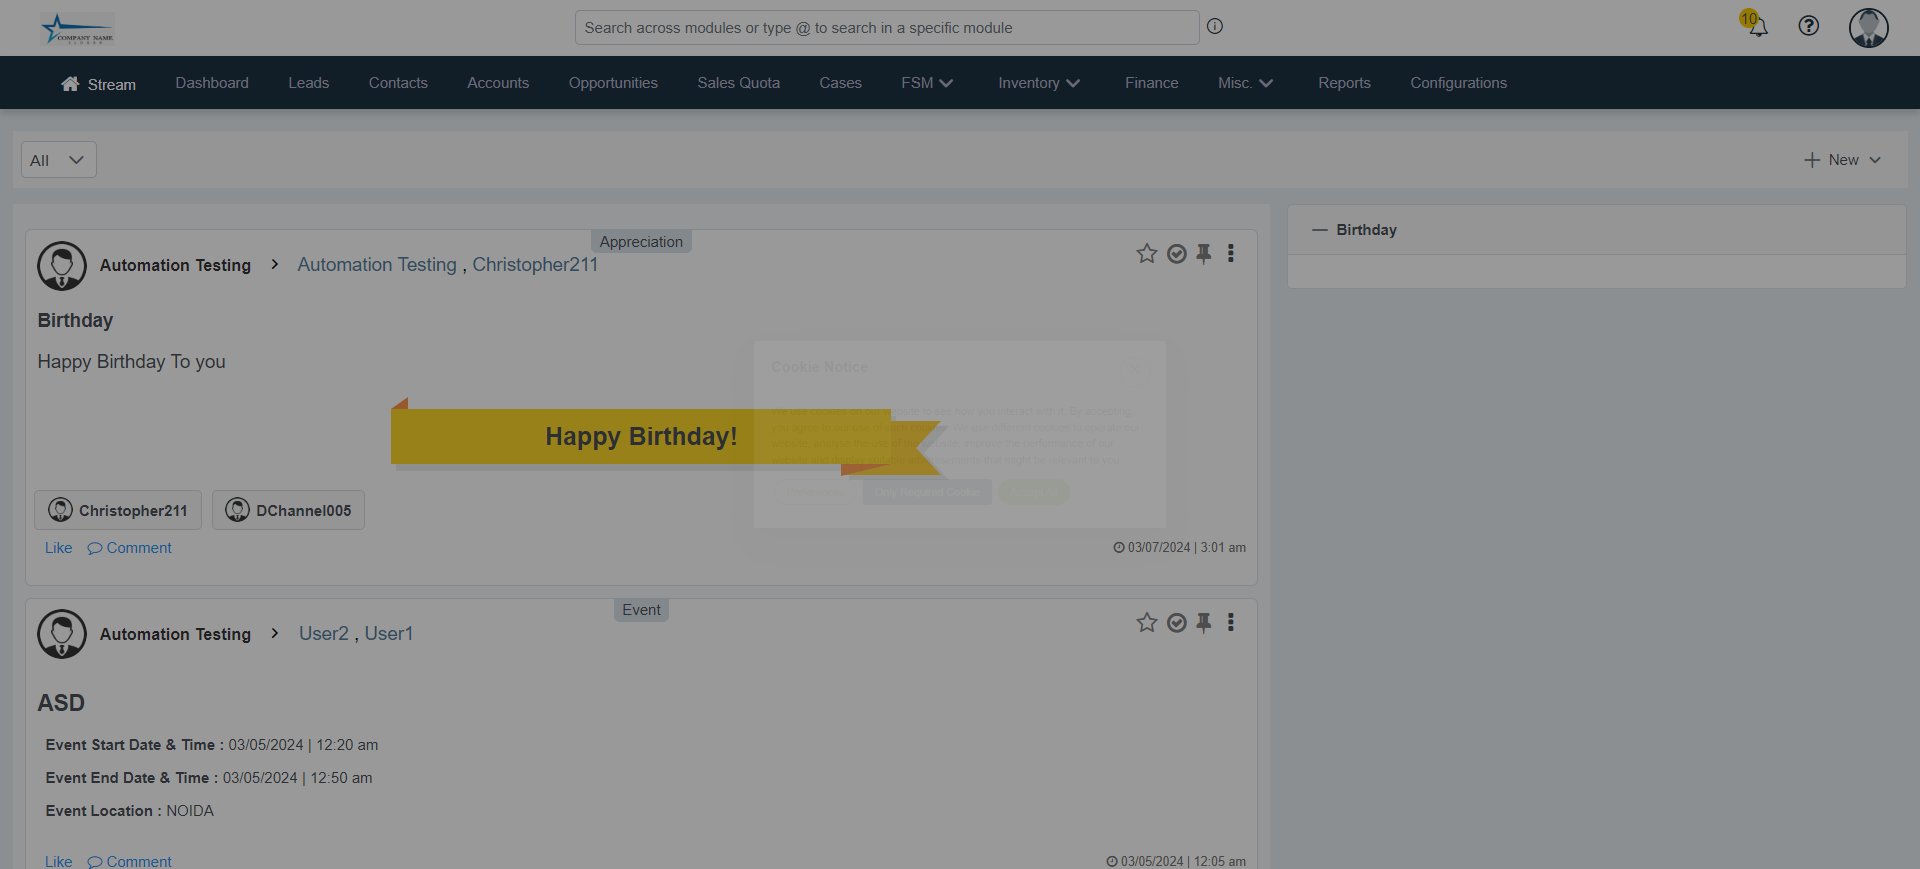 COMPANY NAME
Search across modules or type @ to search in a specific module
10
Stream Dashboard Leads Contacts Accounts Opportunities Sales Quota Cases FSM Inventory Finance Misc. Reports Configurations
All
New
Appreciation
Automation Testing > Automation Testing , Christopher211
Birthday
Happy Birthday To you
Happy Birthday!
Christopher211 DChannel005
Like Comment
03/07/2024 | 3:01 am
Birthday
Cookie Notice
Event
Automation Testing > User2 , User1
ASD
Event Start Date & Time : 03/05/2024 | 12:20 am
Event End Date & Time : 03/05/2024 | 12:50 am
Event Location : NOIDA
Like Comment
03/05/2024 | 12:05 am